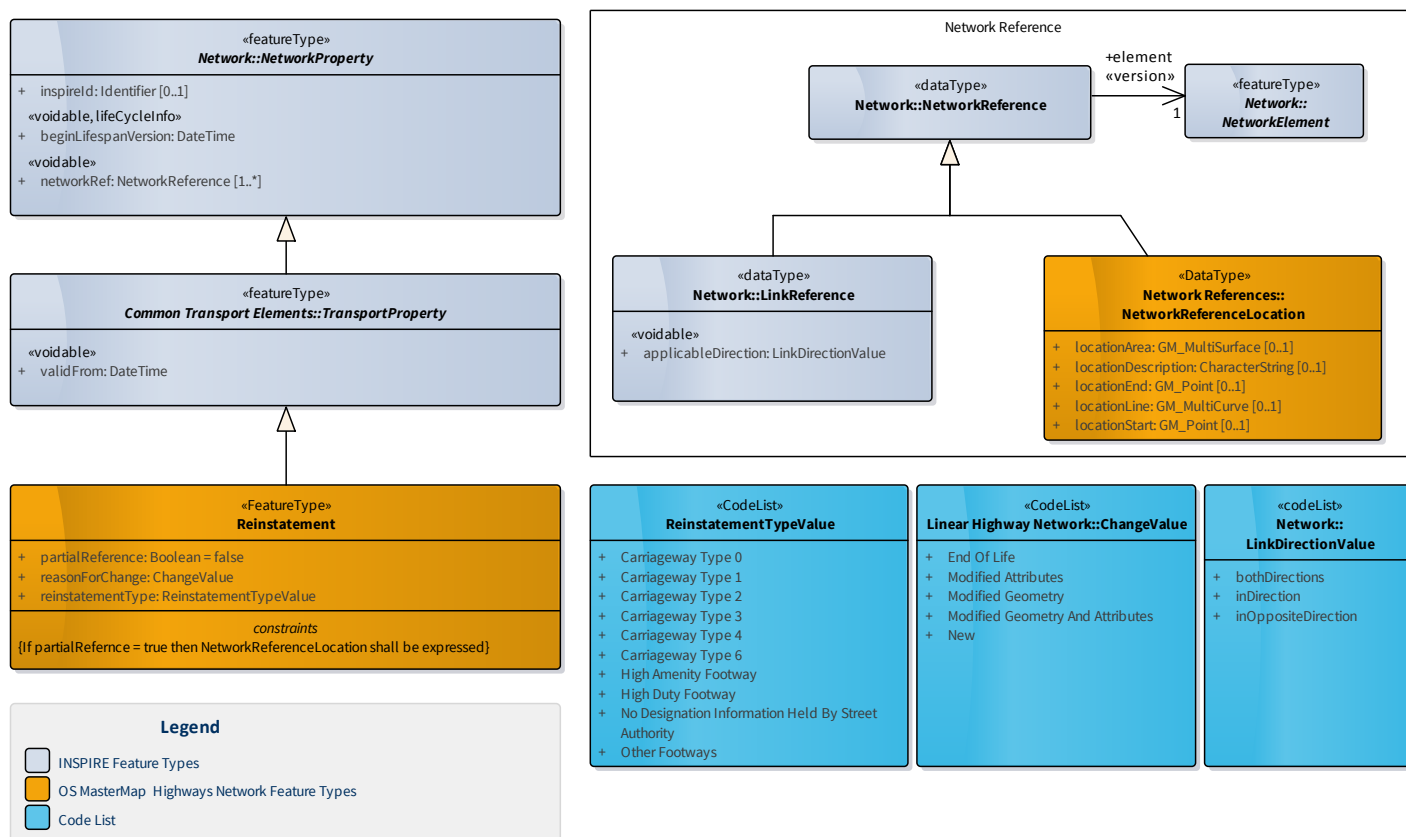 «featureType»
Network::NetworkProperty
+ inspireId: Identifier [0..1]
«voidable, lifeCycleInfo»
+ beginLifespanVersion: DateTime
«voidable»
+ networkRef: NetworkReference [1..*]
«featureType»
Common Transport Elements::TransportProperty
«voidable»
+ validFrom: DateTime
«FeatureType»
Reinstatement
+ partialReference: Boolean = false
+ reasonForChange: ChangeValue
+ reinstatementType: ReinstatementTypeValue
constraints
{If partialRefernce = true then NetworkReferenceLocation shall be expressed}
Legend
INSPIRE Feature Types
OS MasterMap Highways Network Feature Types
Code List
Network Reference
«dataType»
Network::NetworkReference
+element
«version»
1
«featureType»
Network::
NetworkElement
«dataType»
Network::LinkReference
«voidable»
+ applicableDirection: LinkDirectionValue
«DataType»
Network References::
NetworkReferenceLocation
+ locationArea: GM_MultiSurface [0..1]
+ locationDescription: CharacterString [0..1]
+ locationEnd: GM_Point [0..1]
+ locationLine: GM_MultiCurve [0..1]
+ locationStart: GM_Point [0..1]
«CodeList»
ReinstatementTypeValue
+ Carriageway Type 0
+ Carriageway Type 1
+ Carriageway Type 2
+ Carriageway Type 3
+ Carriageway Type 4
+ Carriageway Type 6
+ High Amenity Footway
+ High Duty Footway
+ No Designation Information Held By Street
Authority
+ Other Footways
«CodeList»
Linear Highway Network::ChangeValue
+ End Of Life
+ Modified Attributes
+ Modified Geometry
+ Modified Geometry And Attributes
+ New
«codeList»
Network::
LinkDirectionValue
+ bothDirections
+ inDirection
+ inOppositeDirection